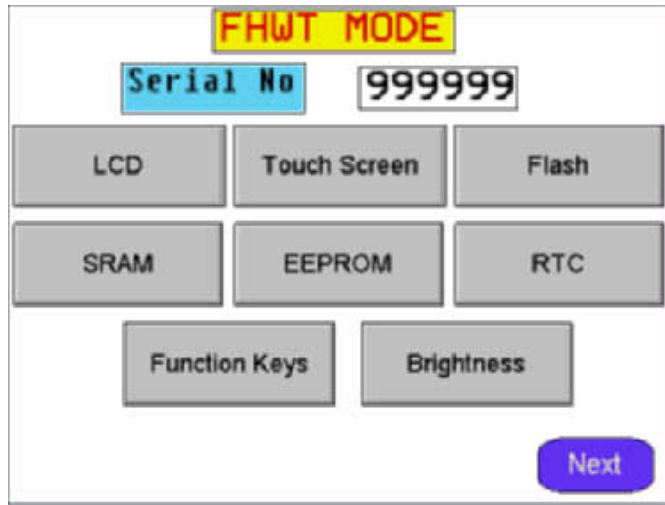 FHWT MODE
Serial No 999999
LCD Touch Screen Flash
SRAM EEPROM RTC
Function Keys Brightness
Next